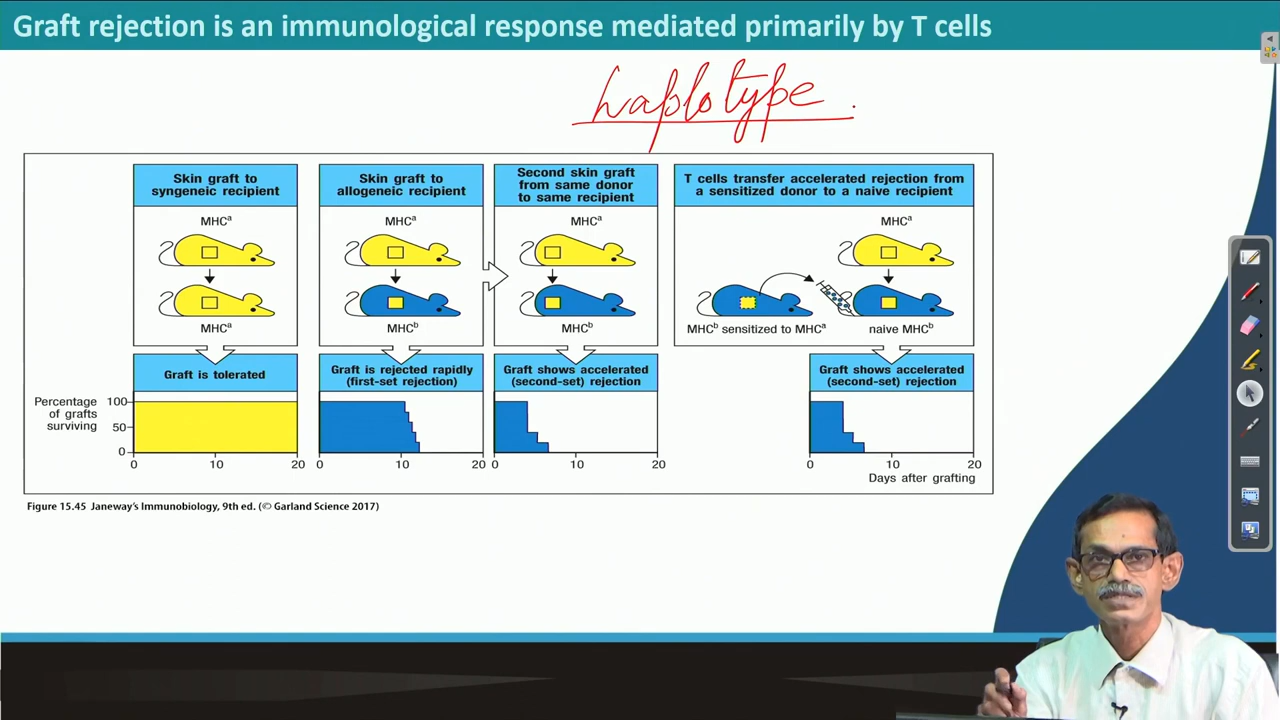 Graft rejection is an immunological response mediated primarily by T cells
haplotype.
Skin graft to
syngeneic recipient
MHCa
MHCa
Graft is tolerated
Skin graft to
allogeneic recipient
MHCa
MHCb
Graft is rejected rapidly
(first-set rejection)
Second skin graft
from same donor
to same recipient
MHCa
MHCb
Graft shows accelerated
(second-set) rejection
T cells transfer accelerated rejection from
a sensitized donor to a naive recipient
MHCa
MHCb sensitized to MHCa
naive MHCb
Graft shows accelerated
(second-set) rejection
Percentage
of grafts
surviving
100
50
0
0 10 20
0 10 20
0 10 20
0 10 20
Days after grafting
Figure 15.45 Janeway's Immunobiology, 9th ed. (© Garland Science 2017)